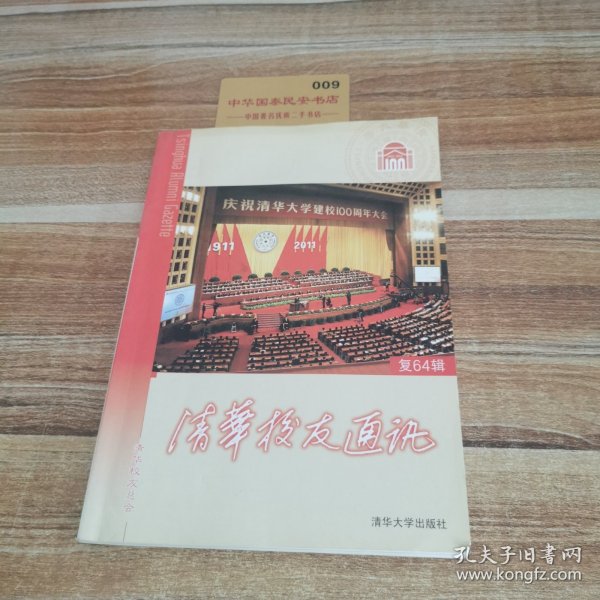 009
中华国泰民安书店
中国著名优质二手书店
Tsinghua Alumni Gazette
100
庆祝清华大学建校100周年大会
1911
2011
复64辑
清華校友通讯
清华校友总会
清华大学出版社
孔夫子旧书网
www.kongfz.com